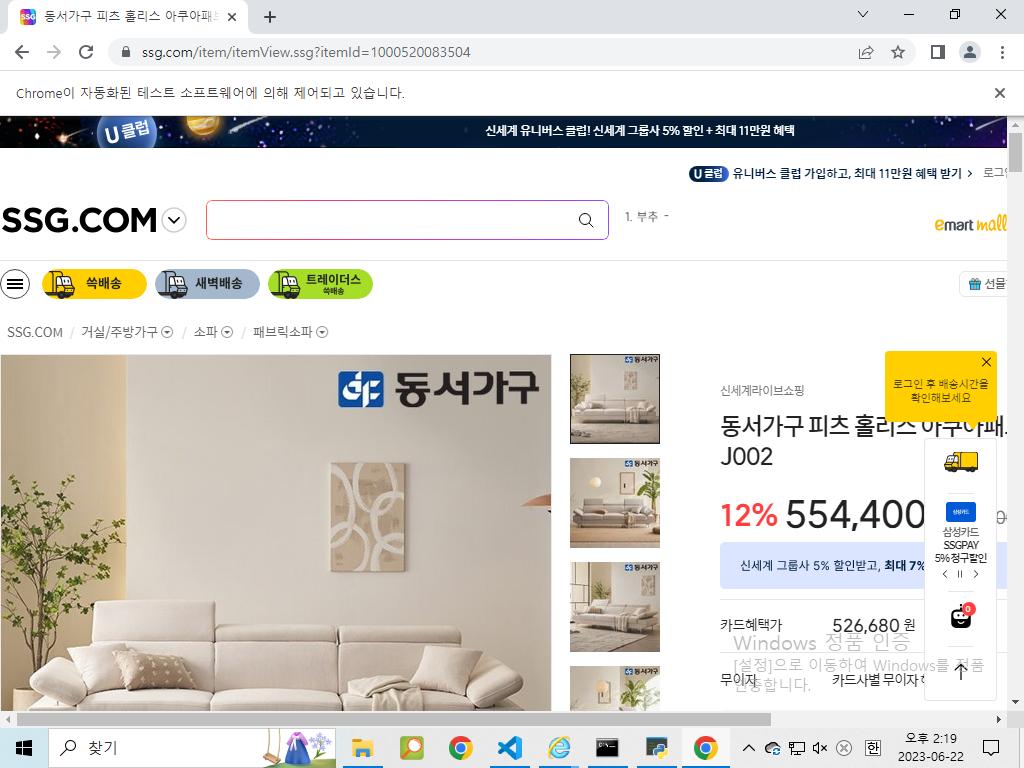 동서가구 피츠 홀리스 아쿠아패브
ssg.com/item/itemView.ssg?itemId=1000520083504
Chrome이 자동화된 테스트 소프트웨어에 의해 제어되고 있습니다.
U클럽
신세계 유니버스 클럽! 신세계 그룹사 5% 할인 + 최대 11만원 혜택
U 클럽 유니버스 클럽 가입하고, 최대 11만원 혜택 받기 로그인
SSG.COM
1. 부추 -
emart mall
쓱배송 새벽배송 트레이더스 쓱배송
선물
SSG.COM / 거실/주방가구 / 소파 / 패브릭소파
동서가구
로그인 후 배송시간을
확인해보세요
신세계라이브쇼핑
동서가구 피츠 홀리스 아쿠아패
J002
12% 554,400
신세계 그룹사 5% 할인받고, 최대 7%
삼성카드
삼성카드
SSGPAY
5% 청구할인
0
카드혜택가 526,680 원
무이자 카드사별 무이자
Windows 정품 인증
[설정]으로 이동하여 Windows를 정품
인증합니다.
찾기
한
오후 2:19
2023-06-22